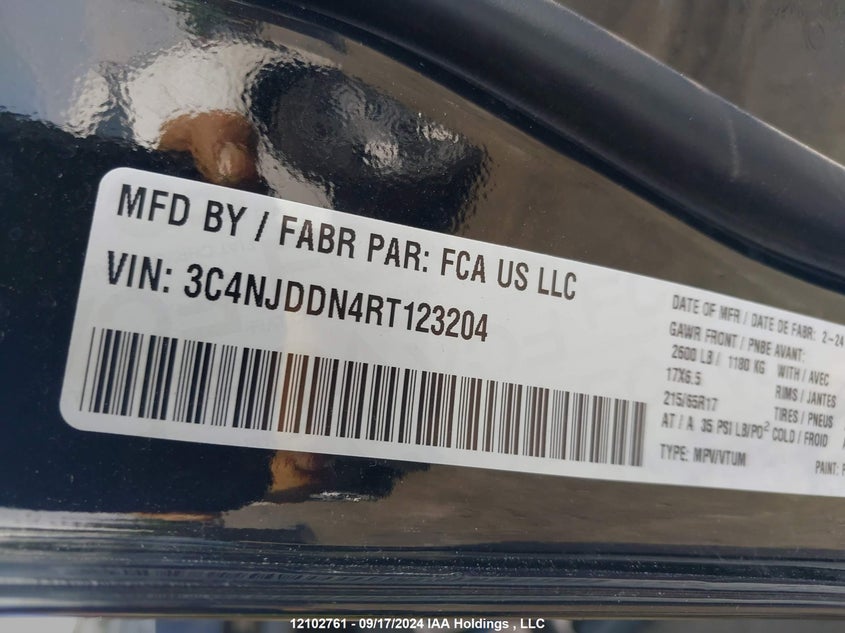 MFD BY / FABR PAR: FCA US LLC
VIN: 3C4NJDDN4RT123204
DATE OF MFR / DATE DE FABR: 2-24
GAWR FRONT / PNBE AVANT:
2600 LB / 1180 KG WITH / AVEC
17X6.5 RIMS / JANTES
215/65R17 TIRES / PNEUS
AT / A 35 PSI LB/PO² COLD / FROID
TYPE: MPV/VTUM PAINT:
12102761 - 09/17/2024 IAA Holdings , LLC